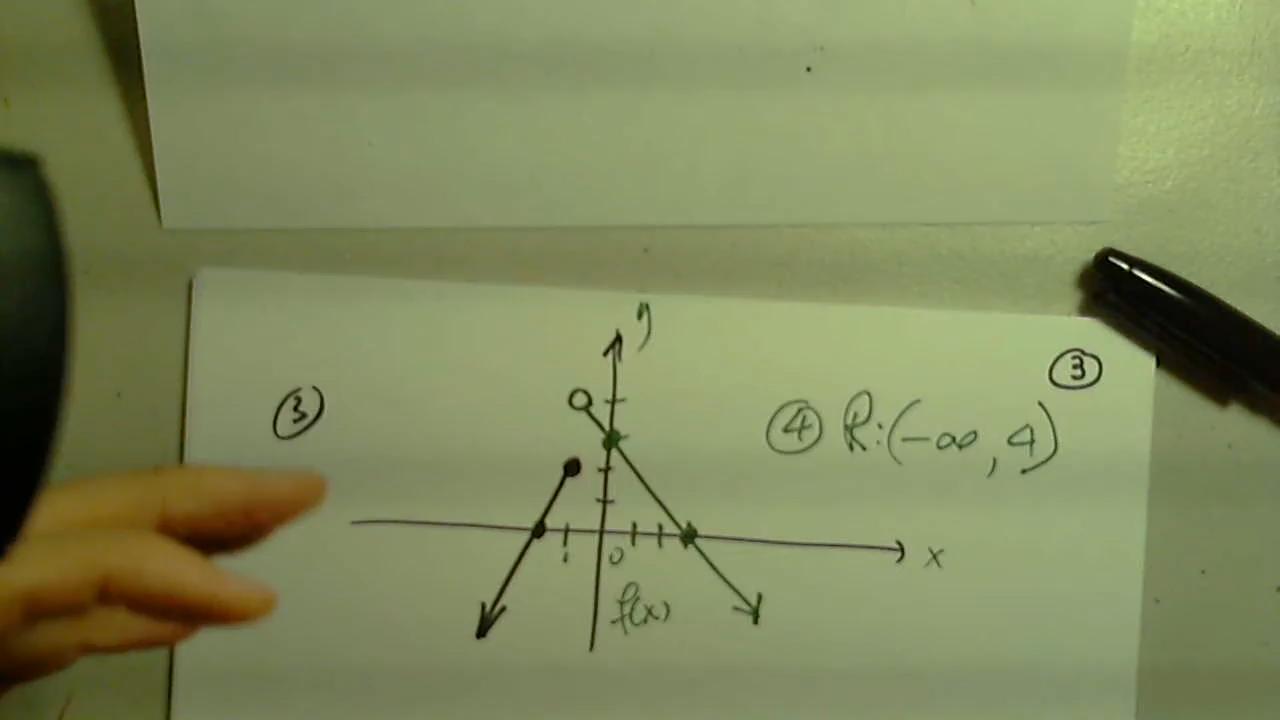 y
③
③
④ R:(-∞, 4)
0
x
f(x)